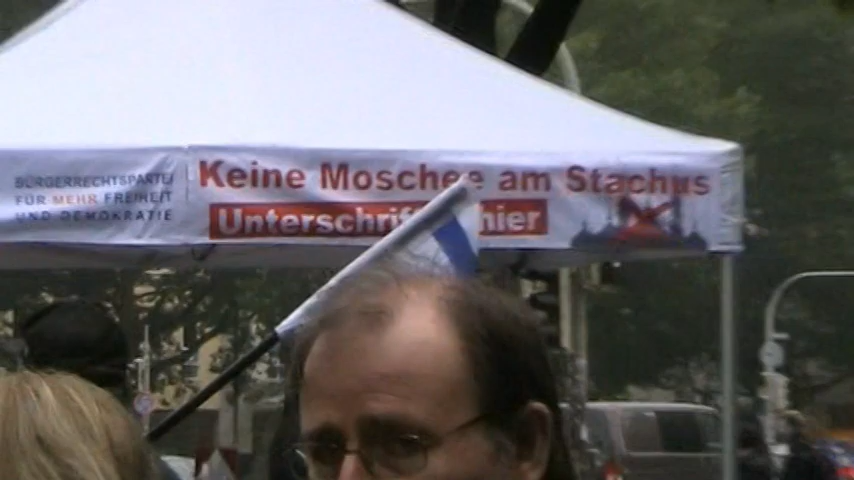 BÜRGERRECHTSPARTEI
FÜR MEHR FREIHEIT
UND DEMOKRATIE
Keine Moschee am Stachus
Unterschrif hier